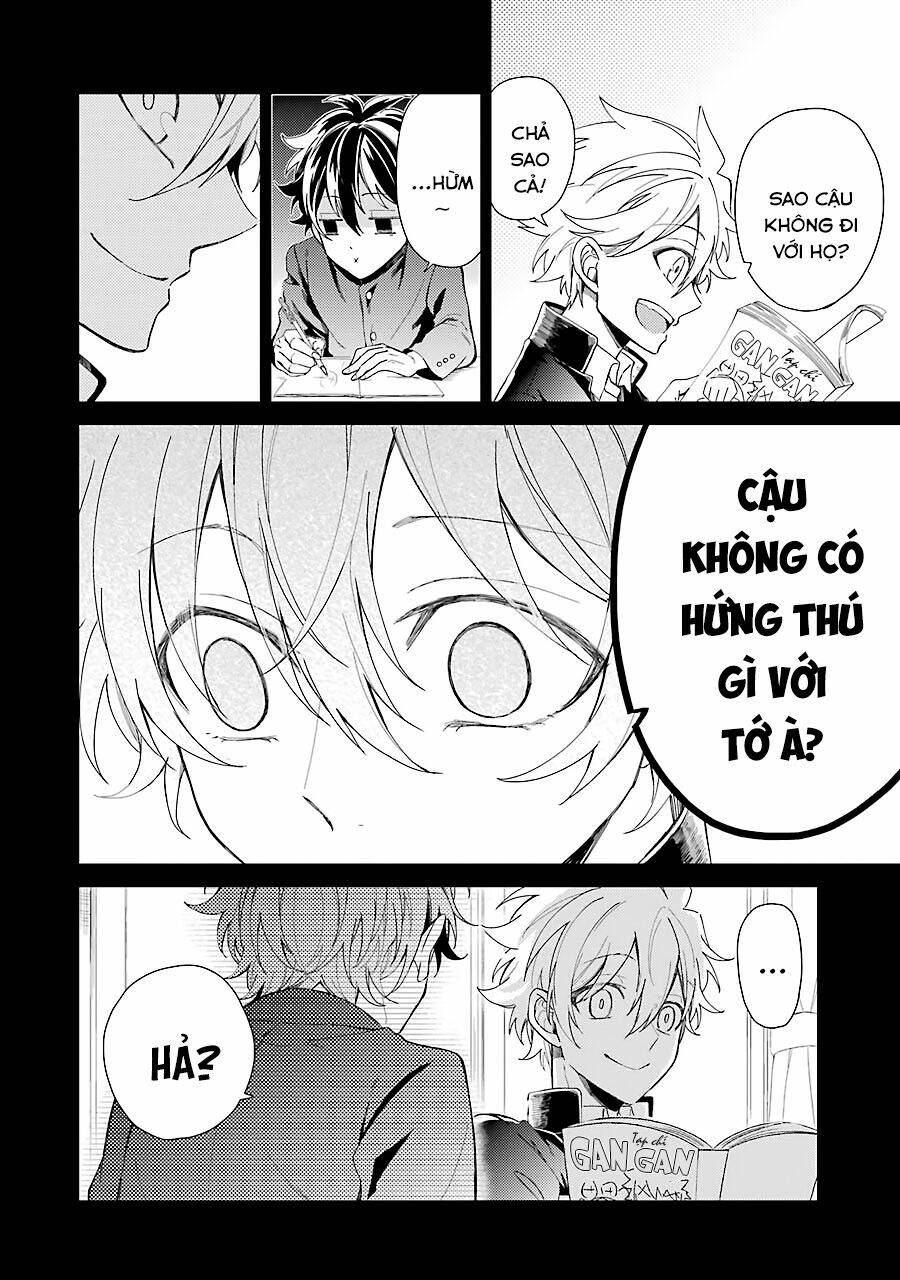 SAO CẬU
KHÔNG ĐI
VỚI HỌ?
CHẢ
SAO
CẢ!
Tạp chí
GAN GAN
...HỪM
~
CẬU
KHÔNG CÓ
HỨNG THÚ
GÌ VỚI
TỚ À?
...
Tạp chí
GAN GAN
HẢ?